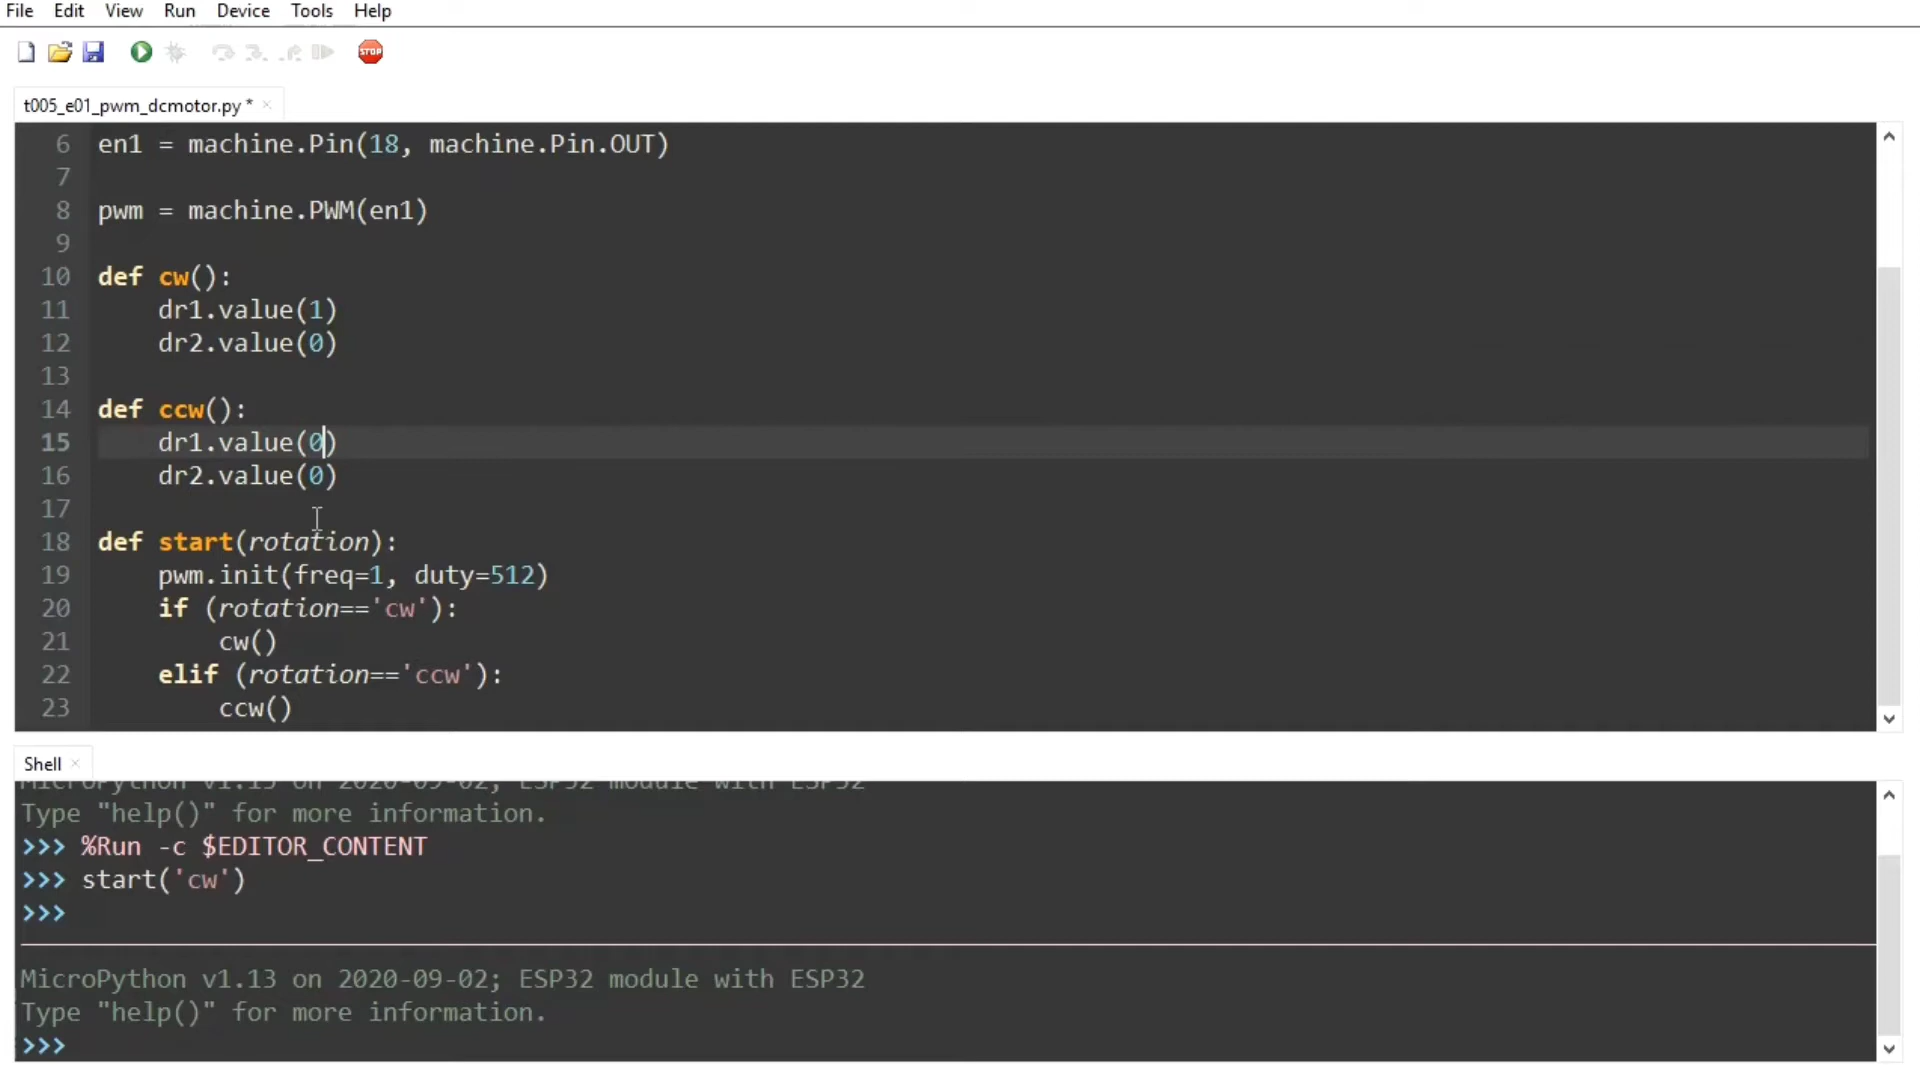 File Edit View Run Device Tools Help
STOP
t005_e01_pwm_dcmotor.py * ×
6 en1 = machine.Pin(18, machine.Pin.OUT)
7
8 pwm = machine.PWM(en1)
9
10 def cw():
11     dr1.value(1)
12     dr2.value(0)
13
14 def ccw():
15     dr1.value(0)
16     dr2.value(0)
17
18 def start(rotation):
19     pwm.init(freq=1, duty=512)
20     if (rotation=='cw'):
21         cw()
22     elif (rotation=='ccw'):
23         ccw()
Shell ×
MicroPython v1.13 on 2020-09-02; ESP32 module with ESP32
Type "help()" for more information.
>>> %Run -c $EDITOR_CONTENT
>>> start('cw')
>>>
MicroPython v1.13 on 2020-09-02; ESP32 module with ESP32
Type "help()" for more information.
>>>